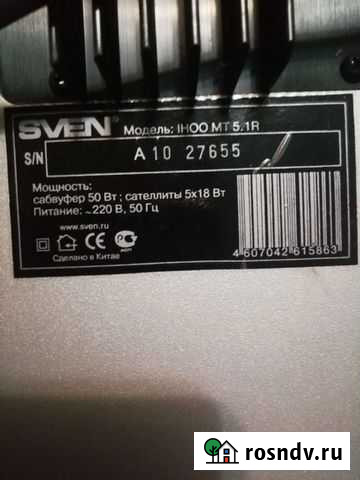 SVEN Модель: IHOO MT 5.1R
S/N A 10 27655
Мощность:
сабвуфер 50 Вт ; сателлиты 5x18 Вт
Питание: ~220 В, 50 Гц
www.sven.ru
Сделано в Китае
4 607042 615863
rosndv.ru